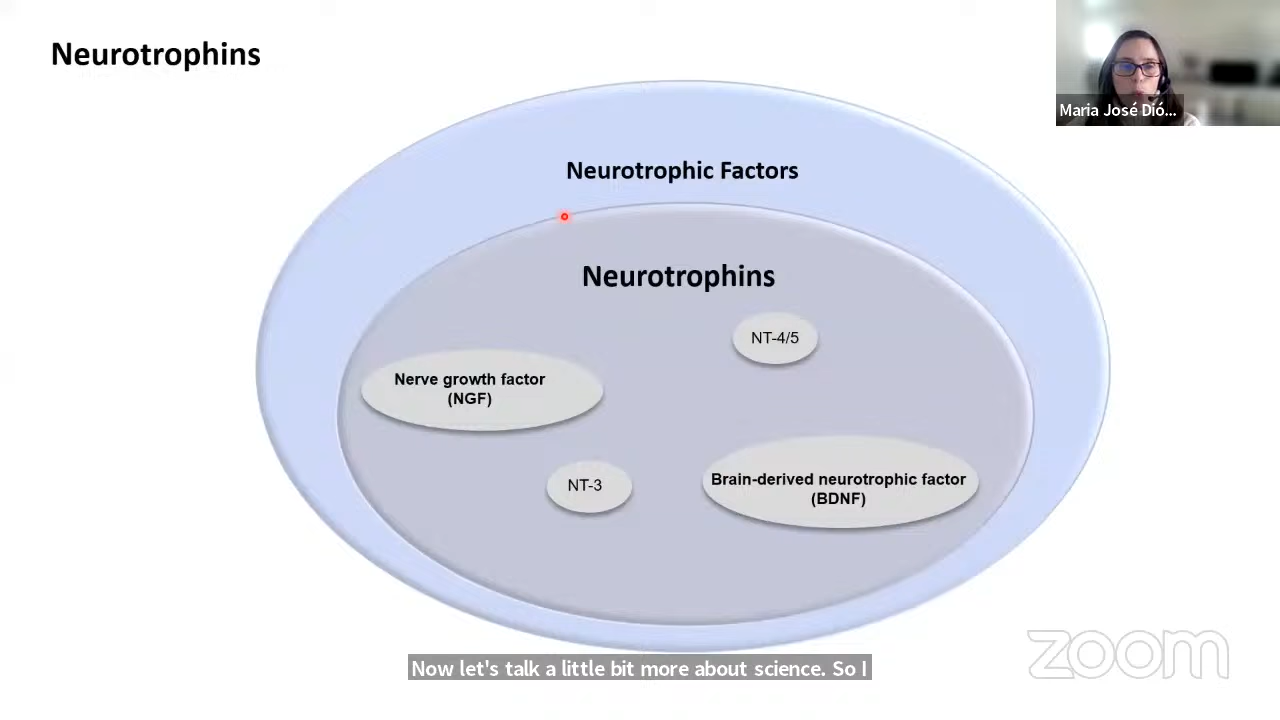 Neurotrophins
Maria José Dió...
Neurotrophic Factors
Neurotrophins
NT-4/5
Nerve growth factor
(NGF)
NT-3
Brain-derived neurotrophic factor
(BDNF)
Now let's talk a little bit more about science. So I
zoom